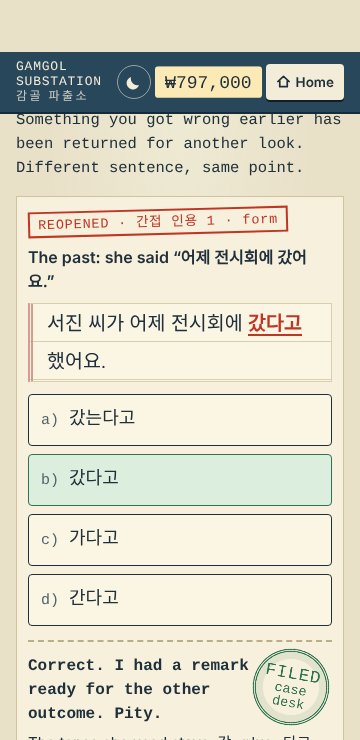 GAMGOL
SUBSTATION
감골 파출소
₩797,000
Home
Something you got wrong earlier has
been returned for another look.
Different sentence, same point.
REOPENED · 간접 인용 1 · form
The past: she said “어제 전시회에 갔어
요.”
서진 씨가 어제 전시회에 갔다고
했어요.
a) 갔는다고
b) 갔다고
c) 가다고
d) 간다고
Correct. I had a remark
ready for the other
outcome. Pity.
FILED
case
desk